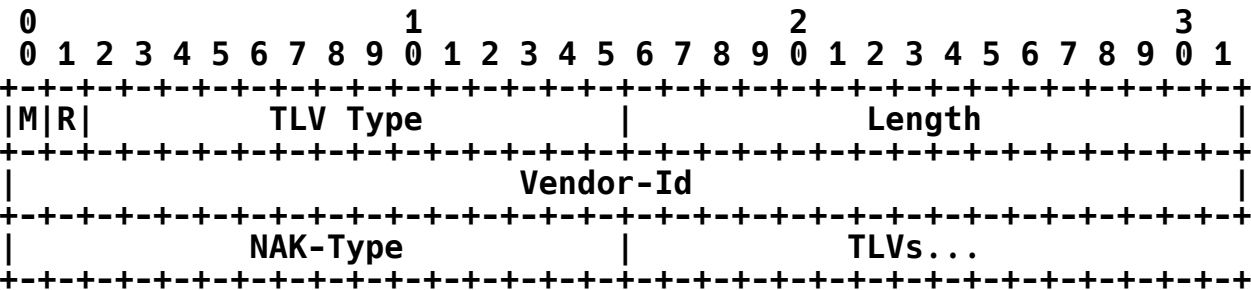 0                   1                   2                   3
 0 1 2 3 4 5 6 7 8 9 0 1 2 3 4 5 6 7 8 9 0 1 2 3 4 5 6 7 8 9 0 1
+-+-+-+-+-+-+-+-+-+-+-+-+-+-+-+-+-+-+-+-+-+-+-+-+-+-+-+-+-+-+-+-+
|M|R|         TLV Type          |            Length             |
+-+-+-+-+-+-+-+-+-+-+-+-+-+-+-+-+-+-+-+-+-+-+-+-+-+-+-+-+-+-+-+-+
|                          Vendor-Id                            |
+-+-+-+-+-+-+-+-+-+-+-+-+-+-+-+-+-+-+-+-+-+-+-+-+-+-+-+-+-+-+-+-+
|            NAK-Type           |           TLVs...
+-+-+-+-+-+-+-+-+-+-+-+-+-+-+-+-+-+-+-+-+-+-+-+-+-+-+-+-+-+-+-+-+